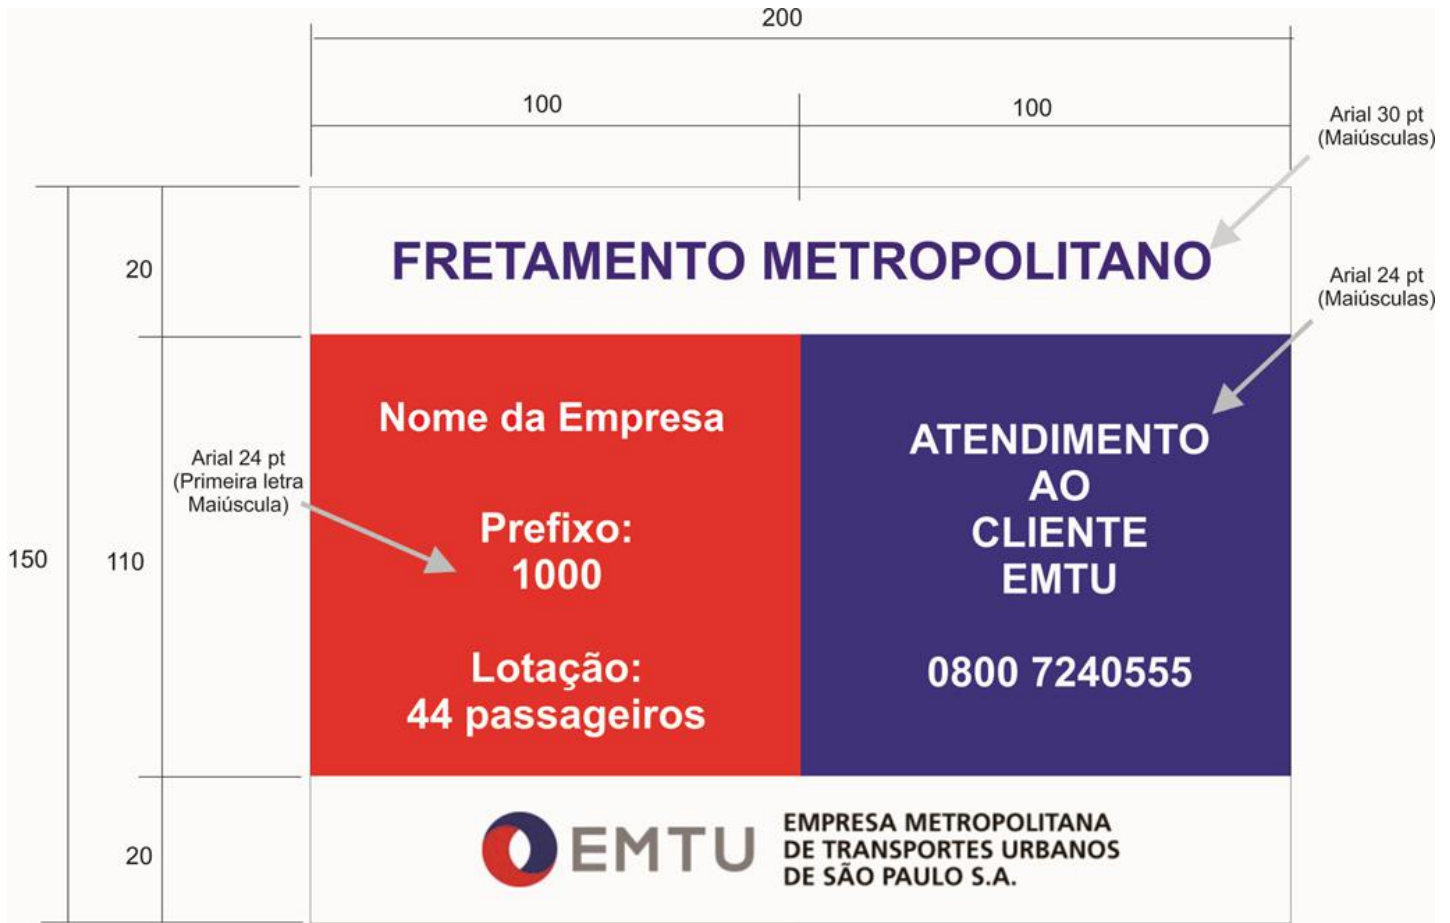 200
100
100
Arial 30 pt
(Maiúsculas)
20
FRETAMENTO METROPOLITANO
Arial 24 pt
(Maiúsculas)
Nome da Empresa
Prefixo:
1000
Lotação:
44 passageiros
ATENDIMENTO
AO
CLIENTE
EMTU
0800 7240555
Arial 24 pt
(Primeira letra
Maiúscula)
150
110
20
EMTU
EMPRESA METROPOLITANA
DE TRANSPORTES URBANOS
DE SÃO PAULO S.A.